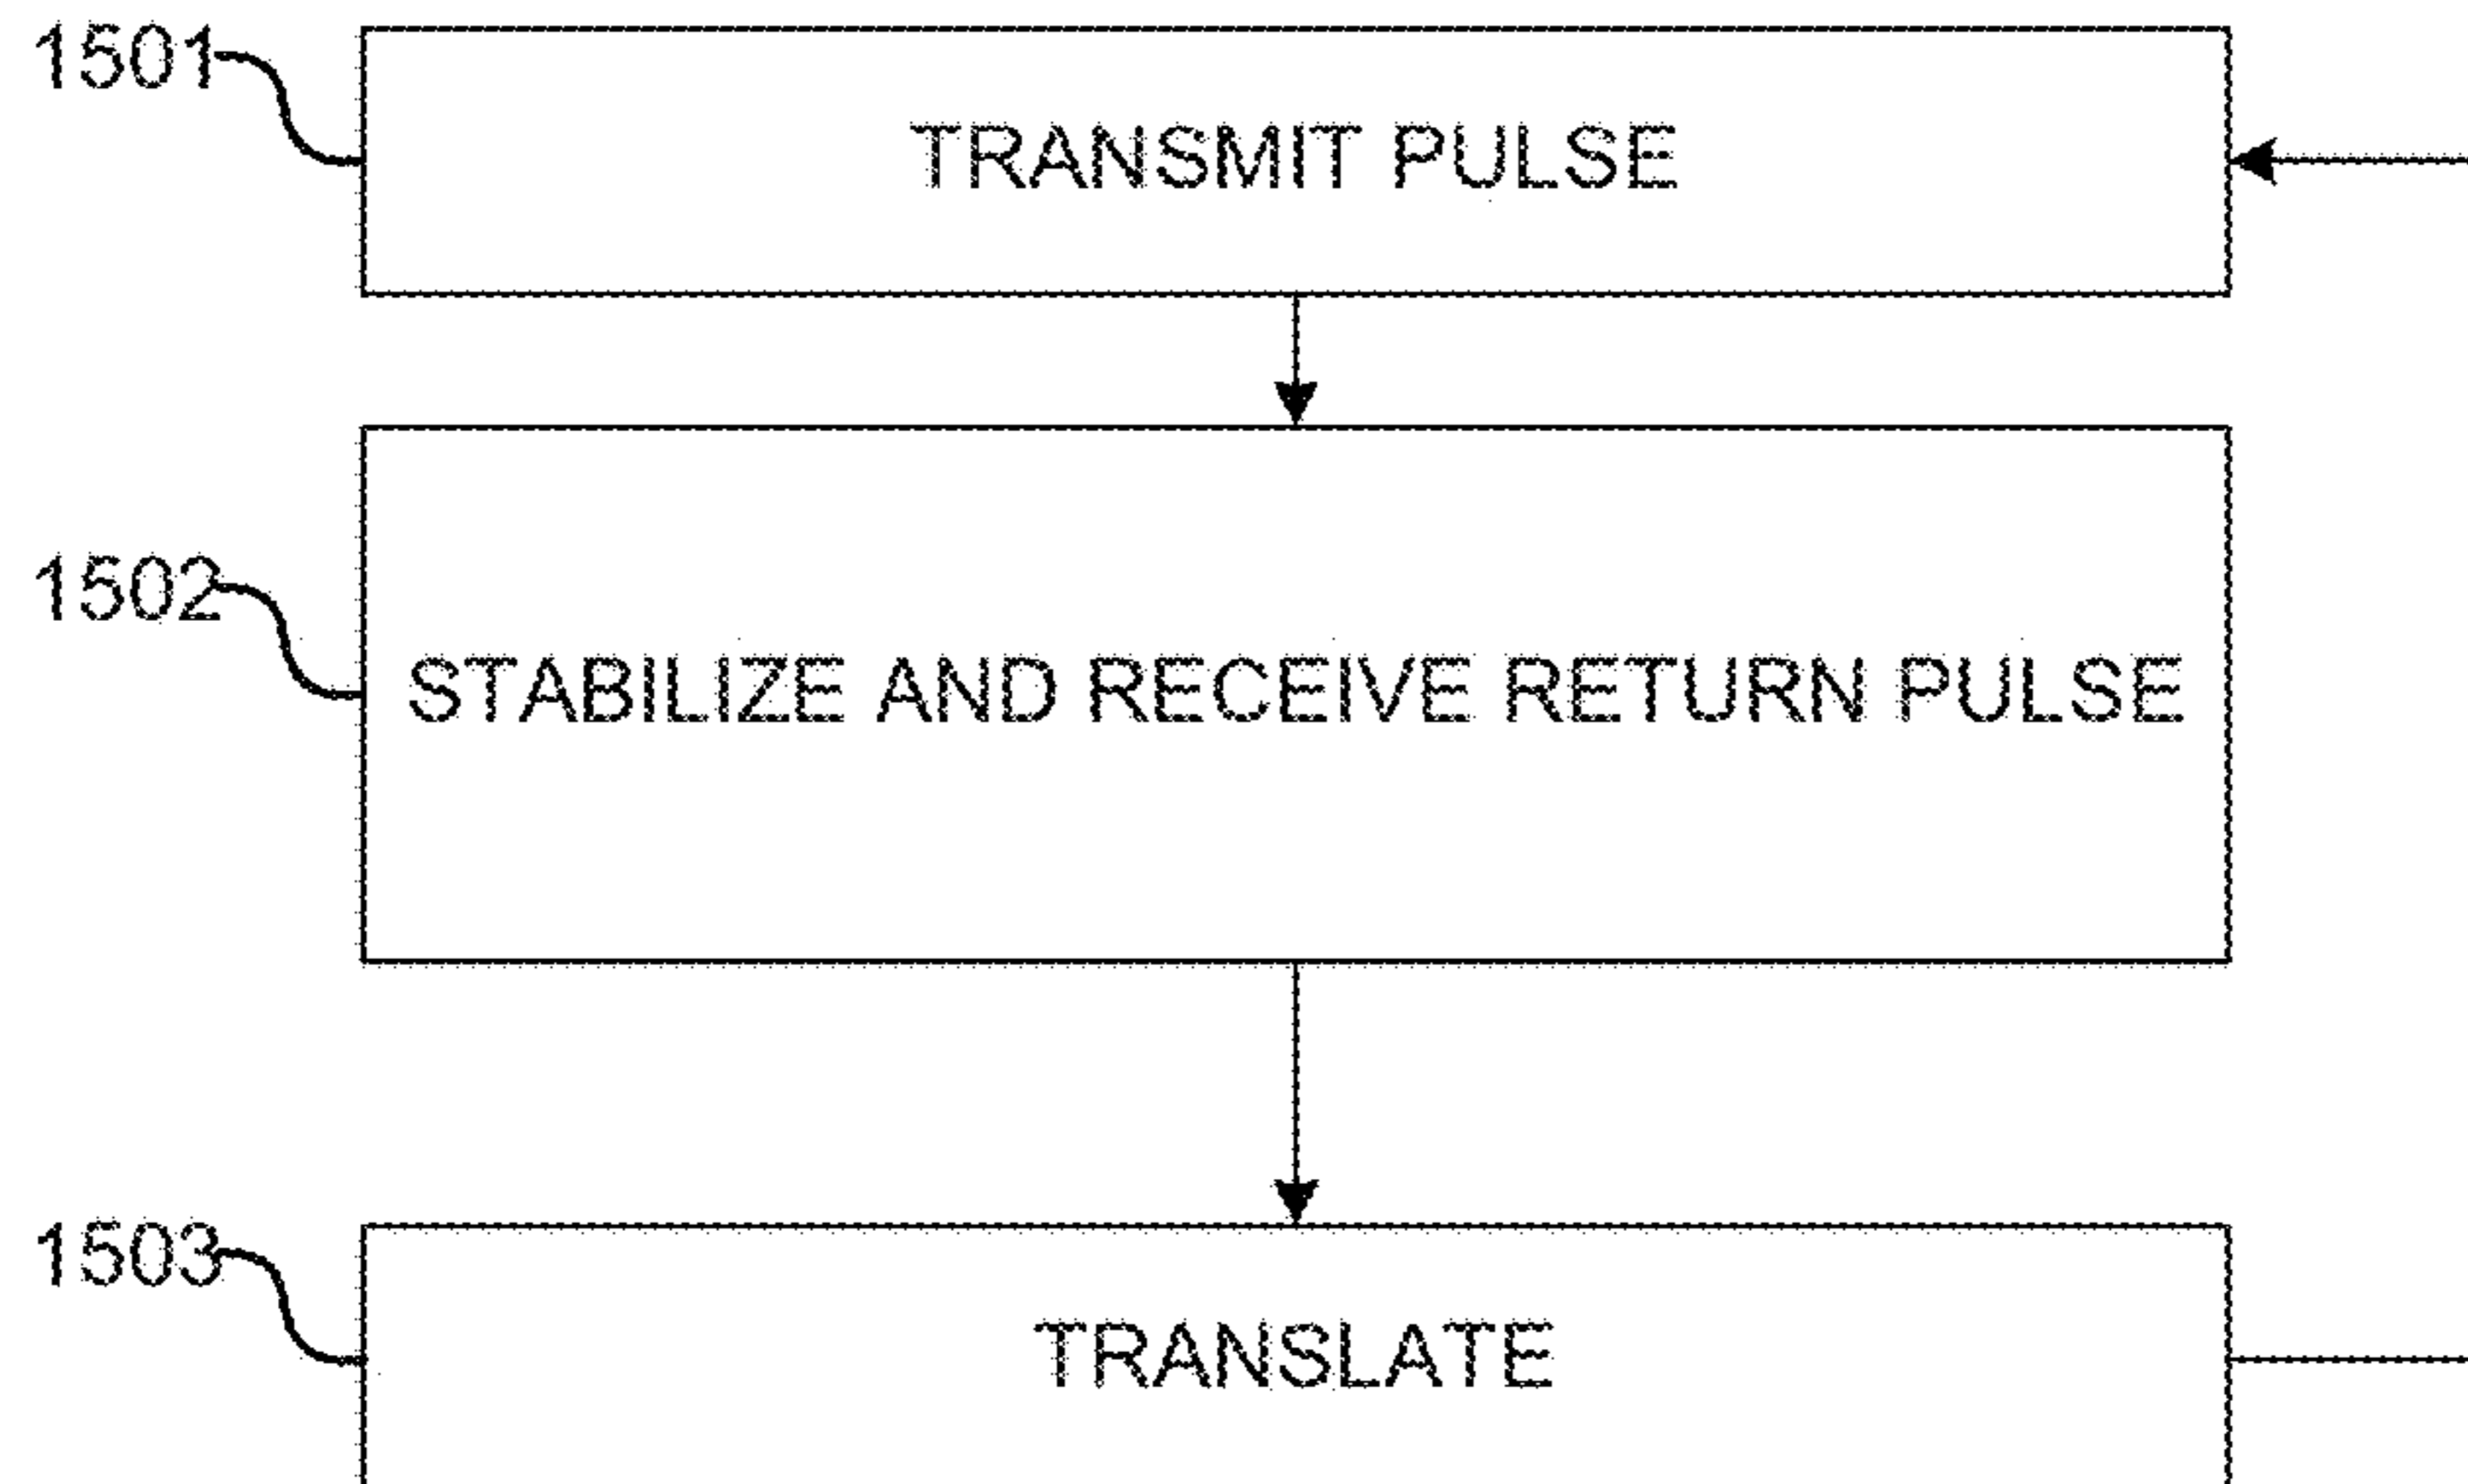 1501
TRANSMIT PULSE
1502
STABILIZE AND RECEIVE RETURN PULSE
1503
TRANSLATE